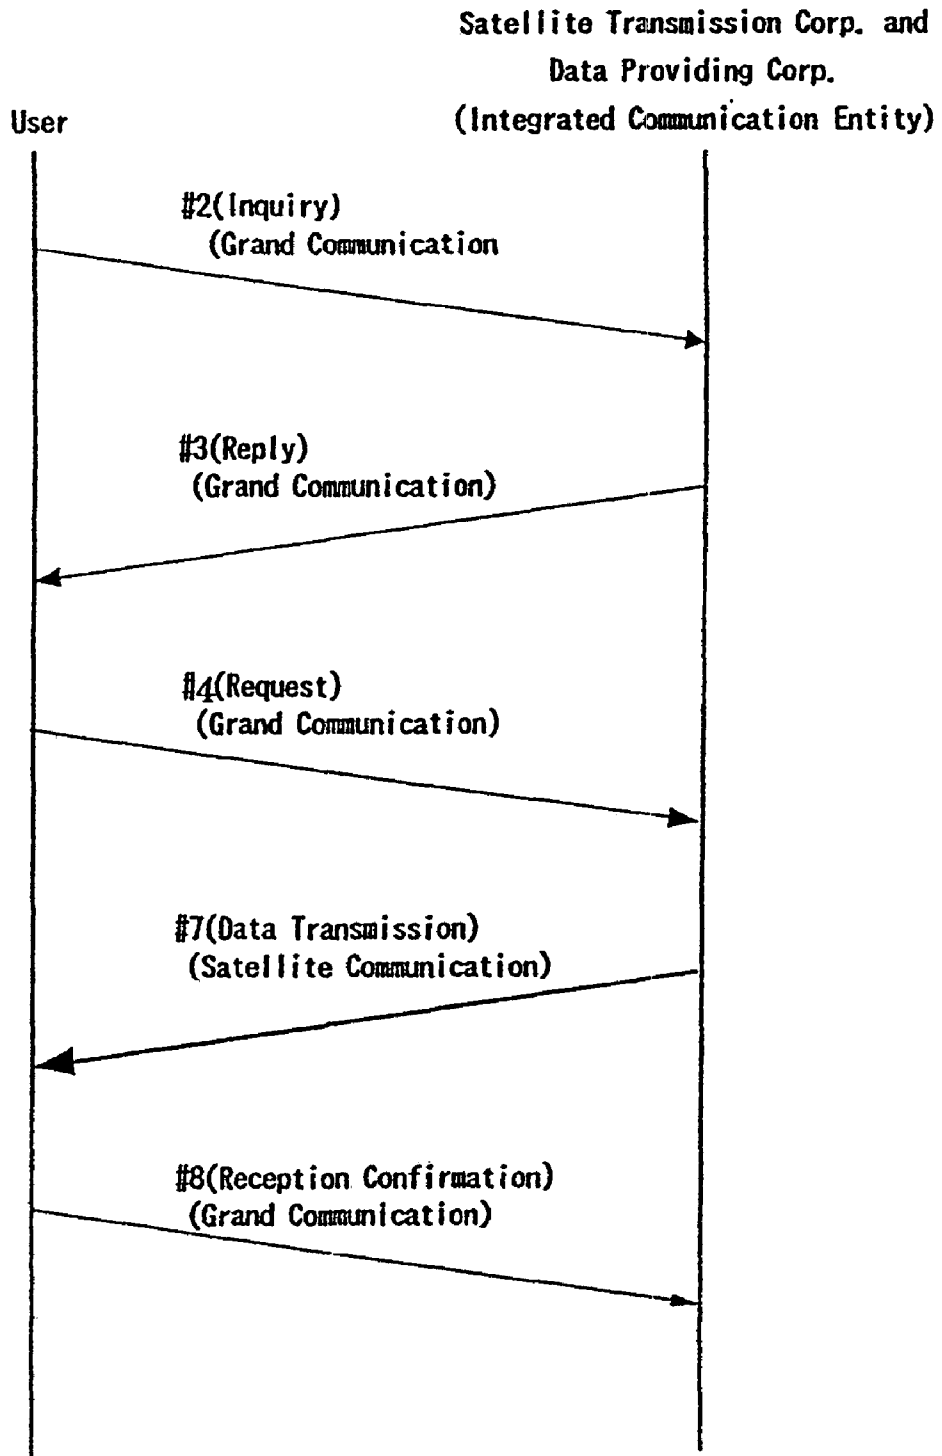 Satellite Transmission Corp. and
Data Providing Corp.
(Integrated Communication Entity)
User
#2(Inquiry)
(Grand Communication
#3(Reply)
(Grand Communication)
#4(Request)
(Grand Communication)
#7(Data Transmission)
(Satellite Communication)
#8(Reception Confirmation)
(Grand Communication)